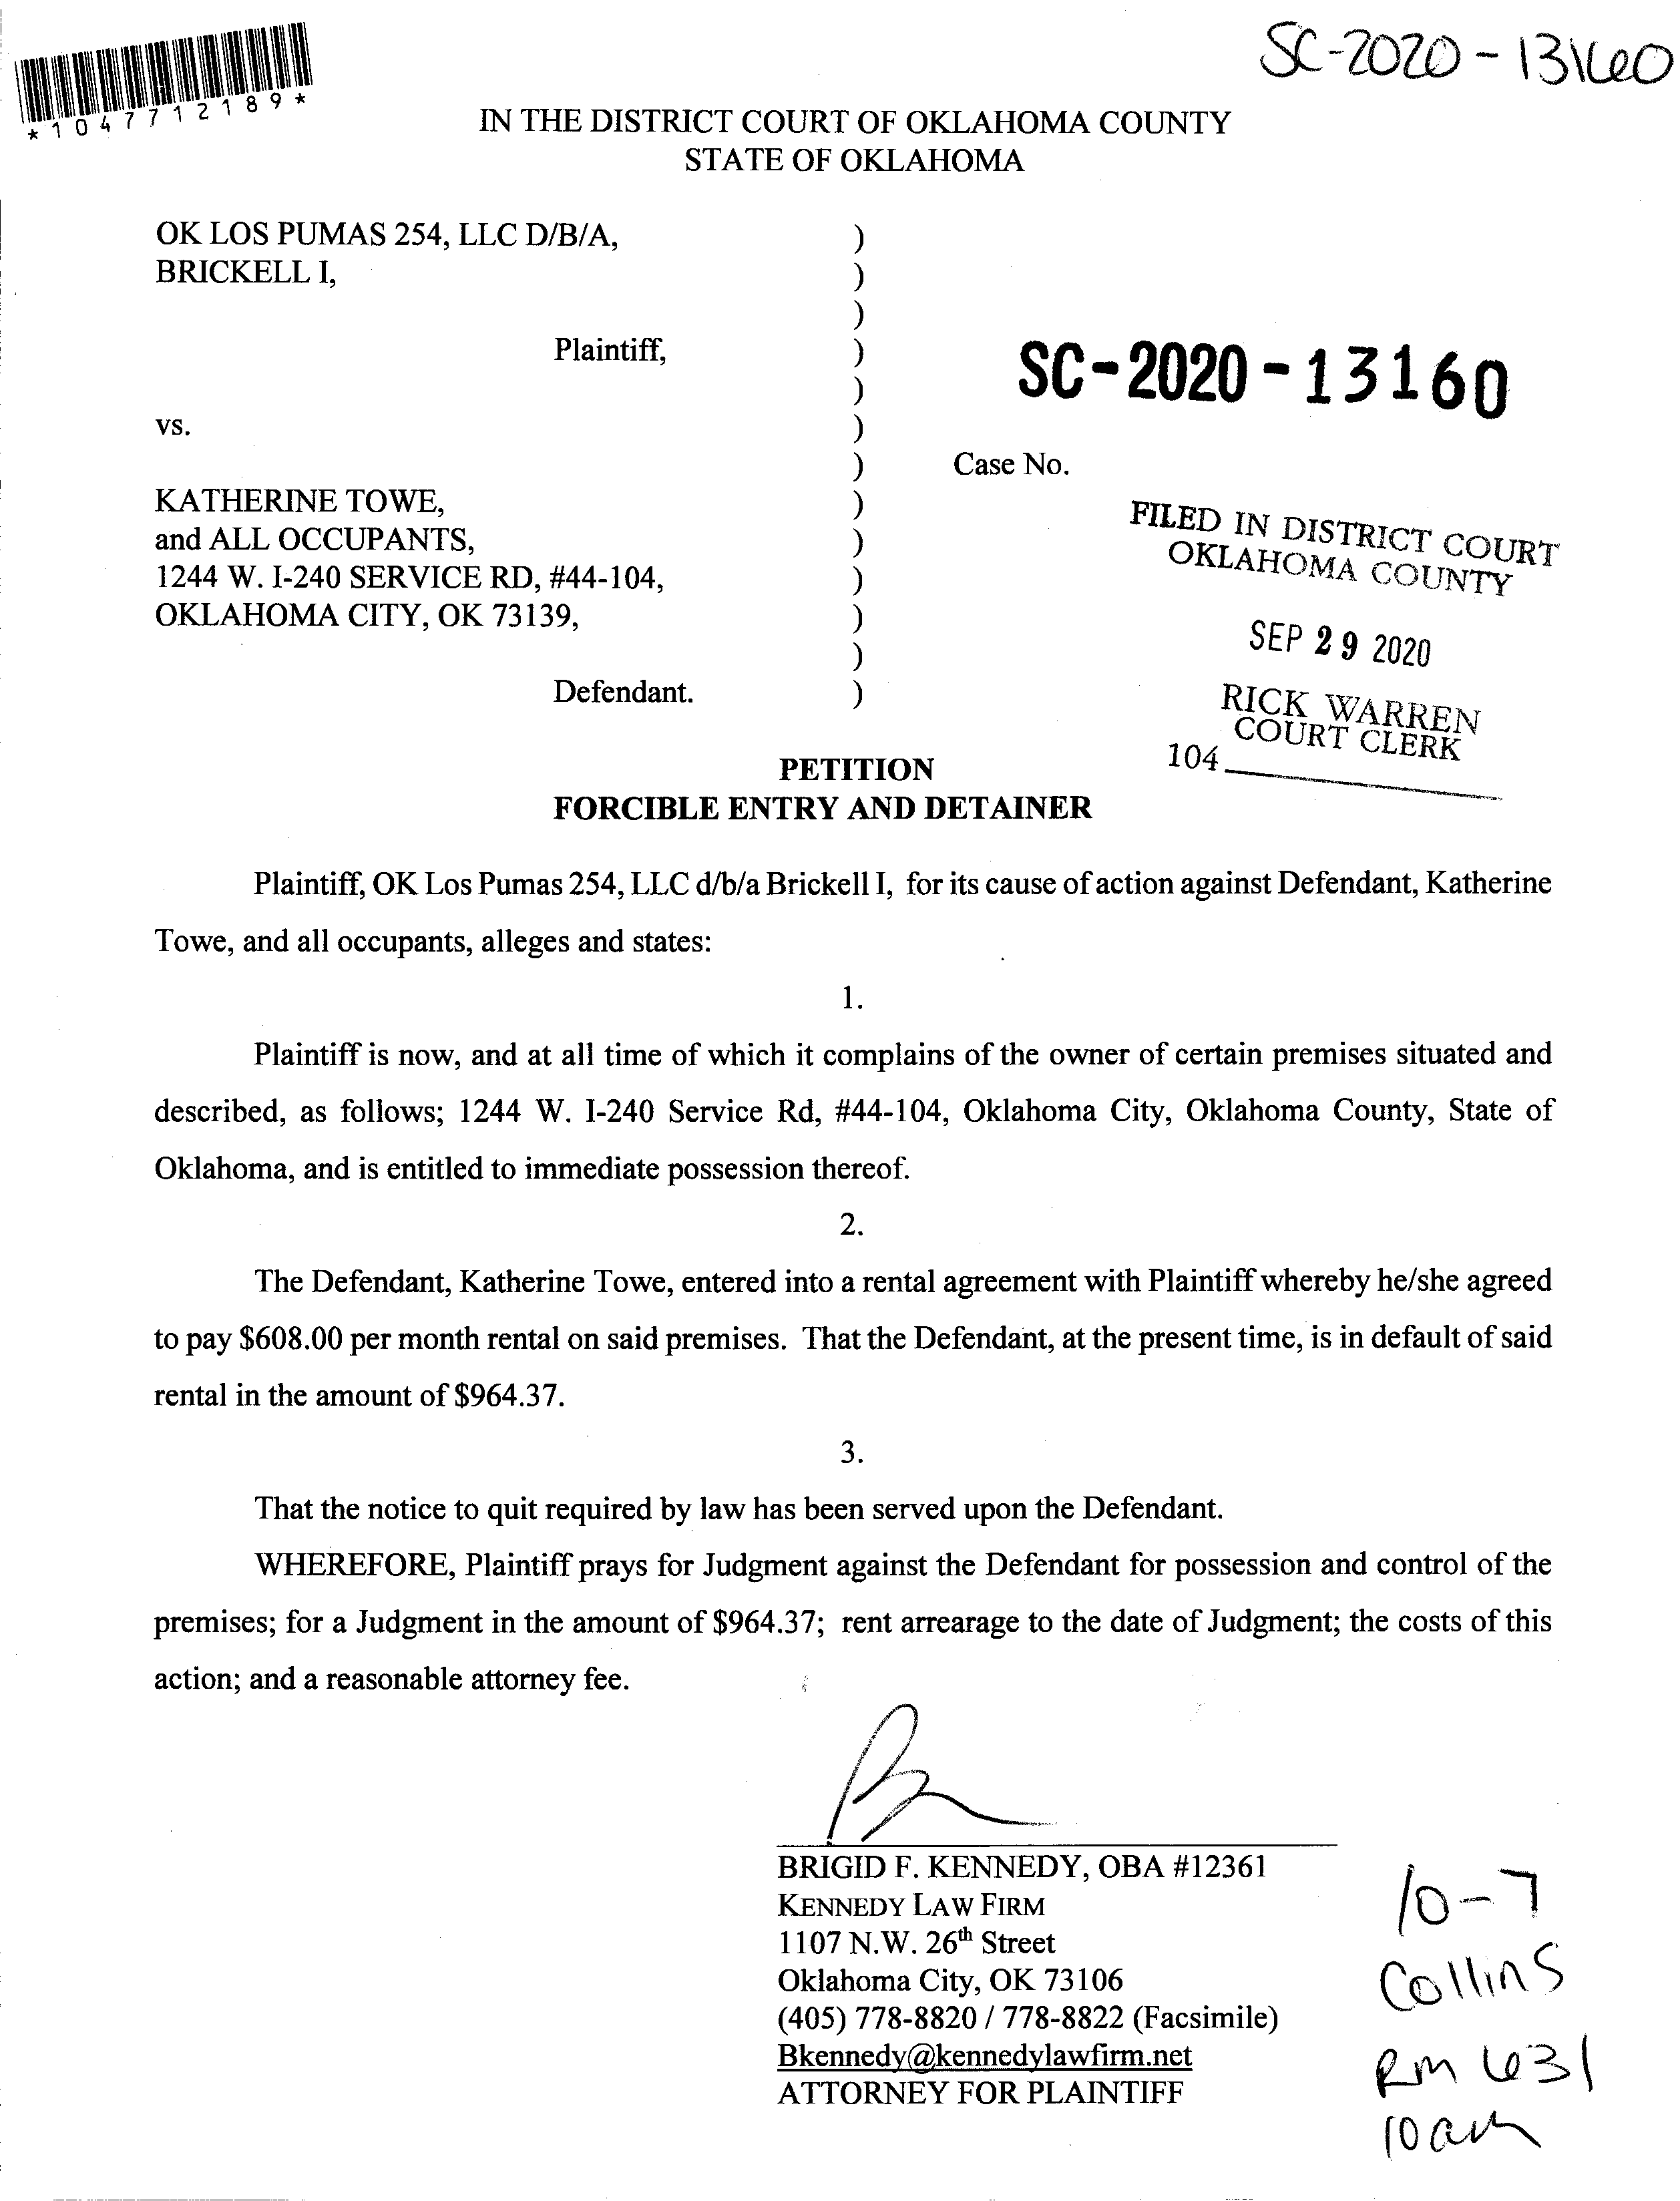 SC-2020-13160
*1047712189*
IN THE DISTRICT COURT OF OKLAHOMA COUNTY
STATE OF OKLAHOMA
OK LOS PUMAS 254, LLC D/B/A, )
BRICKELL I, )
)
Plaintiff, )
)
SC-2020-13160
vs. )
) Case No.
KATHERINE TOWE, )
and ALL OCCUPANTS, )
1244 W. I-240 SERVICE RD, #44-104, )
OKLAHOMA CITY, OK 73139, )
)
Defendant. )
FILED IN DISTRICT COURT
OKLAHOMA COUNTY
SEP 29 2020
RICK WARREN
COURT CLERK
104
PETITION
FORCIBLE ENTRY AND DETAINER
Plaintiff, OK Los Pumas 254, LLC d/b/a Brickell I, for its cause of action against Defendant, Katherine
Towe, and all occupants, alleges and states:
1.
Plaintiff is now, and at all time of which it complains of the owner of certain premises situated and
described, as follows; 1244 W. I-240 Service Rd, #44-104, Oklahoma City, Oklahoma County, State of
Oklahoma, and is entitled to immediate possession thereof.
2.
The Defendant, Katherine Towe, entered into a rental agreement with Plaintiff whereby he/she agreed
to pay $608.00 per month rental on said premises. That the Defendant, at the present time, is in default of said
rental in the amount of $964.37.
3.
That the notice to quit required by law has been served upon the Defendant.
WHEREFORE, Plaintiff prays for Judgment against the Defendant for possession and control of the
premises; for a Judgment in the amount of $964.37; rent arrearage to the date of Judgment; the costs of this
action; and a reasonable attorney fee.
BRIGID F. KENNEDY, OBA #12361
KENNEDY LAW FIRM
1107 N.W. 26th Street
Oklahoma City, OK 73106
(405) 778-8820 / 778-8822 (Facsimile)
Bkennedy@kennedylawfirm.net
ATTORNEY FOR PLAINTIFF
10-7
Collins
Rm 631
10am